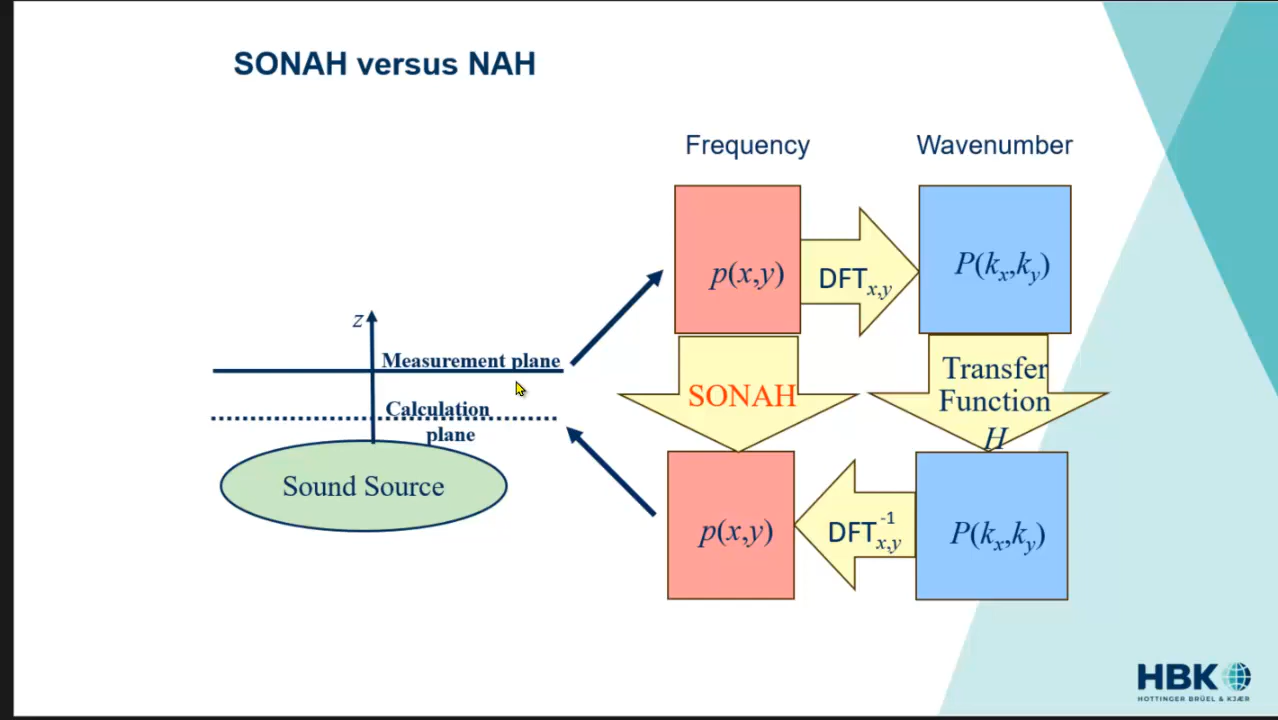 SONAH versus NAH
Frequency
Wavenumber
p(x,y)
DFTx,y
P(kx,ky)
z
Measurement plane
Calculation
plane
Sound Source
SONAH
Transfer
Function
H
p(x,y)
DFT-1x,y
P(kx,ky)
HBK
HOTTINGER BRÜEL & KJÆR